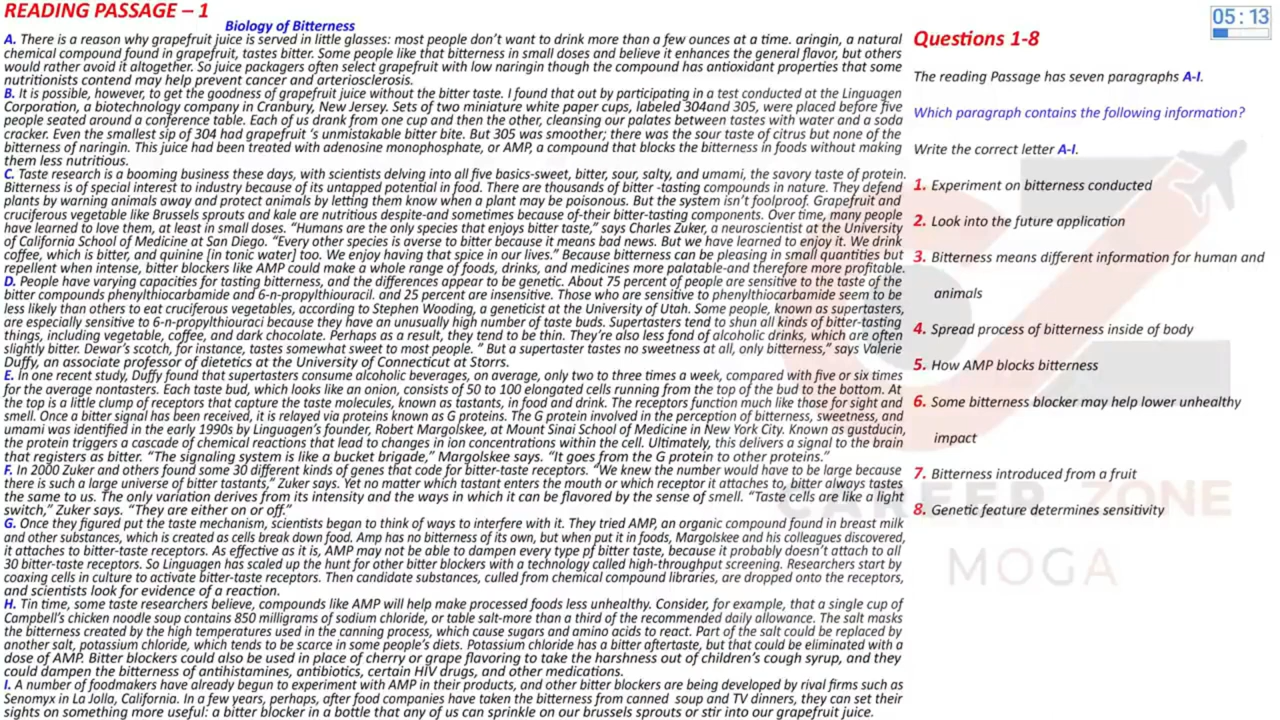 READING PASSAGE – 1
Biology of Bitterness
A. There is a reason why grapefruit juice is served in little glasses: most people don't want to drink more than a few ounces at a time. aringin, a natural
chemical compound found in grapefruit, tastes bitter. Some people like that bitterness in small doses and believe it enhances the general flavor, but others
would rather avoid it altogether. So juice packagers often select grapefruit with low naringin though the compound has antioxidant properties that some
nutritionists contend may help prevent cancer and arteriosclerosis.
B. It is possible, however, to get the goodness of grapefruit juice without the bitter taste. I found that out by participating in a test conducted at the Linguagen
Corporation, a biotechnology company in Cranbury, New Jersey. Sets of two miniature white paper cups, labeled 304and 305, were placed before five
people seated around a conference table. Each of us drank from one cup and then the other, cleansing our palates between tastes with water and a soda
cracker. Even the smallest sip of 304 had grapefruit 's unmistakable bitter bite. But 305 was smoother; there was the sour taste of citrus but none of the
bitterness of naringin. This juice had been treated with adenosine monophosphate, or AMP, a compound that blocks the bitterness in foods without making
them less nutritious.
C. Taste research is a booming business these days, with scientists delving into all five basics-sweet, bitter, sour, salty, and umami, the savory taste of protein.
Bitterness is of special interest to industry because of its untapped potential in food. There are thousands of bitter -tasting compounds in nature. They defend
plants by warning animals away and protect animals by letting them know when a plant may be poisonous. But the system isn't foolproof. Grapefruit and
cruciferous vegetable like Brussels sprouts and kale are nutritious despite-and sometimes because of-their bitter-tasting components. Over time, many people
have learned to love them, at least in small doses. "Humans are the only species that enjoys bitter taste," says Charles Zuker, a neuroscientist at the University
of California School of Medicine at San Diego. "Every other species is averse to bitter because it means bad news. But we have learned to enjoy it. We drink
coffee, which is bitter, and quinine [in tonic water] too. We enjoy having that spice in our lives." Because bitterness can be pleasing in small quantities but
repellent when intense, bitter blockers like AMP could make a whole range of foods, drinks, and medicines more palatable-and therefore more profitable.
D. People have varying capacities for tasting bitterness, and the differences appear to be genetic. About 75 percent of people are sensitive to the taste of the
bitter compounds phenylthiocarbamide and 6-n-propylthiouracil. and 25 percent are insensitive. Those who are sensitive to phenylthiocarbamide seem to be
less likely than others to eat cruciferous vegetables, according to Stephen Wooding, a geneticist at the University of Utah. Some people, known as supertasters,
are especially sensitive to 6-n-propylthiouraci because they have an unusually high number of taste buds. Supertasters tend to shun all kinds of bitter-tasting
things, including vegetable, coffee, and dark chocolate. Perhaps as a result, they tend to be thin. They're also less fond of alcoholic drinks, which are often
slightly bitter. Dewar's scotch, for instance, tastes somewhat sweet to most people. " But a supertaster tastes no sweetness at all, only bitterness," says Valerie
Duffy, an associate professor of dietetics at the University of Connecticut at Storrs.
E. In one recent study, Duffy found that supertasters consume alcoholic beverages, on average, only two to three times a week, compared with five or six times
for the average nontasters. Each taste bud, which looks like an onion, consists of 50 to 100 elongated cells running from the top of the bud to the bottom. At
the top is a little clump of receptors that capture the taste molecules, known as tastants, in food and drink. The receptors function much like those for sight and
smell. Once a bitter signal has been received, it is relayed via proteins known as G proteins. The G protein involved in the perception of bitterness, sweetness, and
umami was identified in the early 1990s by Linguagen's founder, Robert Margolskee, at Mount Sinai School of Medicine in New York City. Known as gustducin,
the protein triggers a cascade of chemical reactions that lead to changes in ion concentrations within the cell. Ultimately, this delivers a signal to the brain
that registers as bitter. "The signaling system is like a bucket brigade," Margolskee says. "It goes from the G protein to other proteins."
F. In 2000 Zuker and others found some 30 different kinds of genes that code for bitter-taste receptors. "We knew the number would have to be large because
there is such a large universe of bitter tastants," Zuker says. Yet no matter which tastant enters the mouth or which receptor it attaches to, bitter always tastes
the same to us. The only variation derives from its intensity and the ways in which it can be flavored by the sense of smell. "Taste cells are like a light
switch," Zuker says. "They are either on or off."
G. Once they figured put the taste mechanism, scientists began to think of ways to interfere with it. They tried AMP, an organic compound found in breast milk
and other substances, which is created as cells break down food. Amp has no bitterness of its own, but when put it in foods, Margolskee and his colleagues discovered,
it attaches to bitter-taste receptors. As effective as it is, AMP may not be able to dampen every type pf bitter taste, because it probably doesn't attach to all
30 bitter-taste receptors. So Linguagen has scaled up the hunt for other bitter blockers with a technology called high-throughput screening. Researchers start by
coaxing cells in culture to activate bitter-taste receptors. Then candidate substances, culled from chemical compound libraries, are dropped onto the receptors,
and scientists look for evidence of a reaction.
H. Tin time, some taste researchers believe, compounds like AMP will help make processed foods less unhealthy. Consider, for example, that a single cup of
Campbell's chicken noodle soup contains 850 milligrams of sodium chloride, or table salt-more than a third of the recommended daily allowance. The salt masks
the bitterness created by the high temperatures used in the canning process, which cause sugars and amino acids to react. Part of the salt could be replaced by
another salt, potassium chloride, which tends to be scarce in some people's diets. Potassium chloride has a bitter aftertaste, but that could be eliminated with a
dose of AMP. Bitter blockers could also be used in place of cherry or grape flavoring to take the harshness out of children's cough syrup, and they
could dampen the bitterness of antihistamines, antibiotics, certain HIV drugs, and other medications.
I. A number of foodmakers have already begun to experiment with AMP in their products, and other bitter blockers are being developed by rival firms such as
Senomyx in La Jolla, California. In a few years, perhaps, after food companies have taken the bitterness from canned soup and TV dinners, they can set their
sights on something more useful: a bitter blocker in a bottle that any of us can sprinkle on our brussels sprouts or stir into our grapefruit juice.
05 : 13
Questions 1-8
The reading Passage has seven paragraphs A-I.
Which paragraph contains the following information?
Write the correct letter A-I.
1. Experiment on bitterness conducted
2. Look into the future application
3. Bitterness means different information for human and
animals
4. Spread process of bitterness inside of body
5. How AMP blocks bitterness
6. Some bitterness blocker may help lower unhealthy
impact
7. Bitterness introduced from a fruit
8. Genetic feature determines sensitivity
CAREER ZONE
MOGA